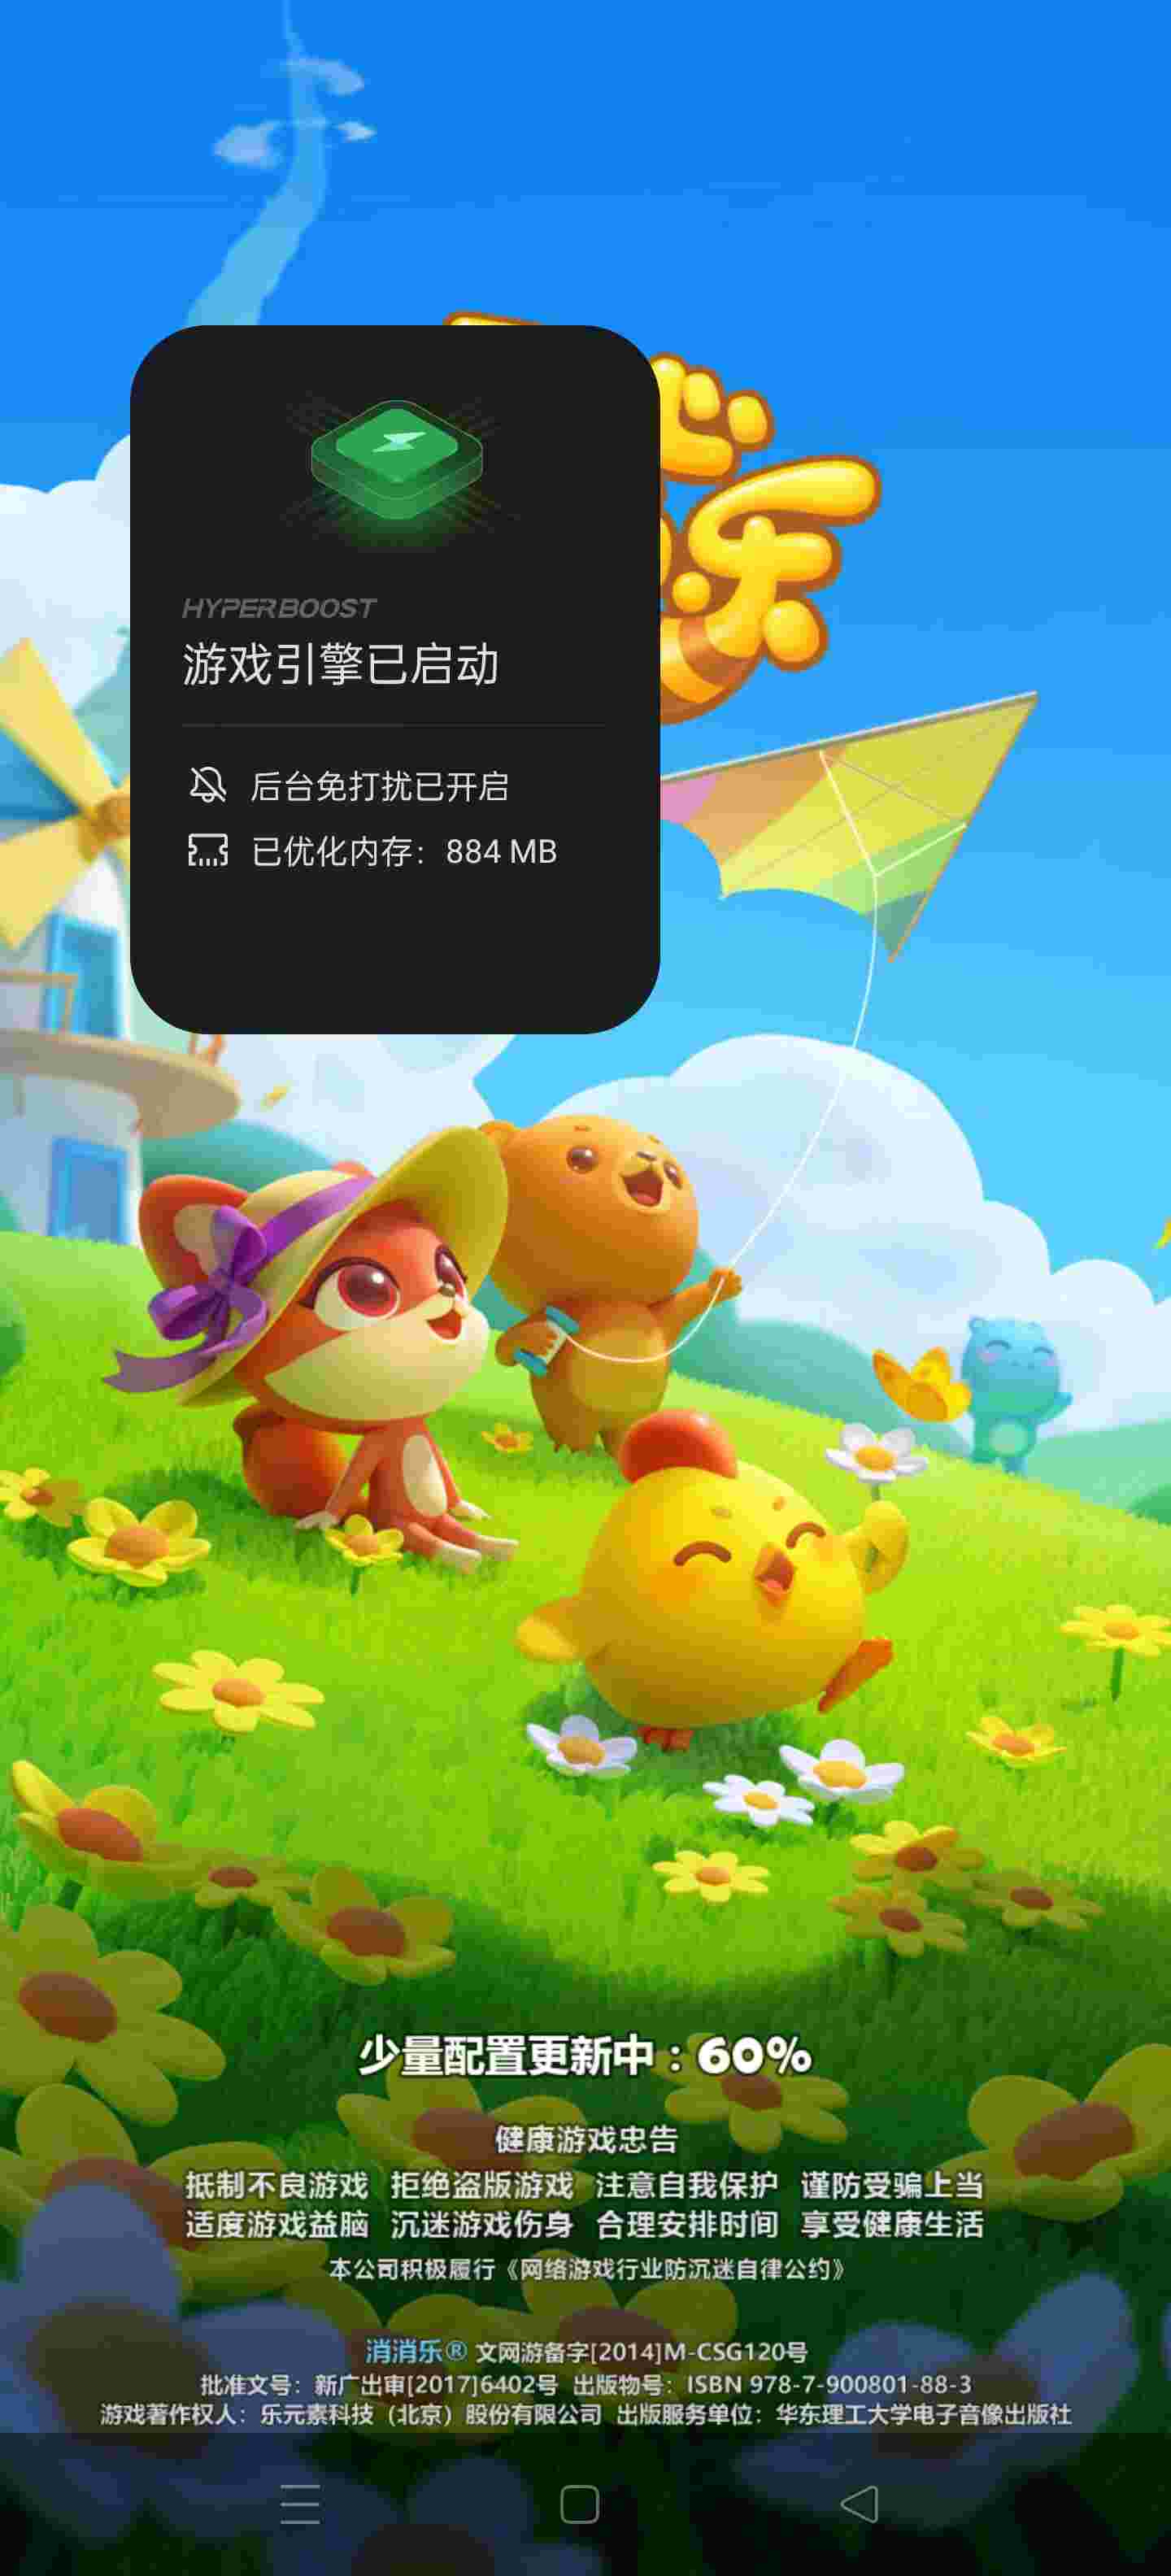 乐
HYPERBOOST
游戏引擎已启动
后台免打扰已开启
已优化内存：884 MB
少量配置更新中：60%
健康游戏忠告
抵制不良游戏 拒绝盗版游戏 注意自我保护 谨防受骗上当
适度游戏益脑 沉迷游戏伤身 合理安排时间 享受健康生活
本公司积极履行《网络游戏行业防沉迷自律公约》
消消乐® 文网游备字[2014]M-CSG120号
批准文号：新广出审[2017]6402号 出版物号：ISBN 978-7-900801-88-3
游戏著作权人：乐元素科技（北京）股份有限公司 出版服务单位：华东理工大学电子音像出版社